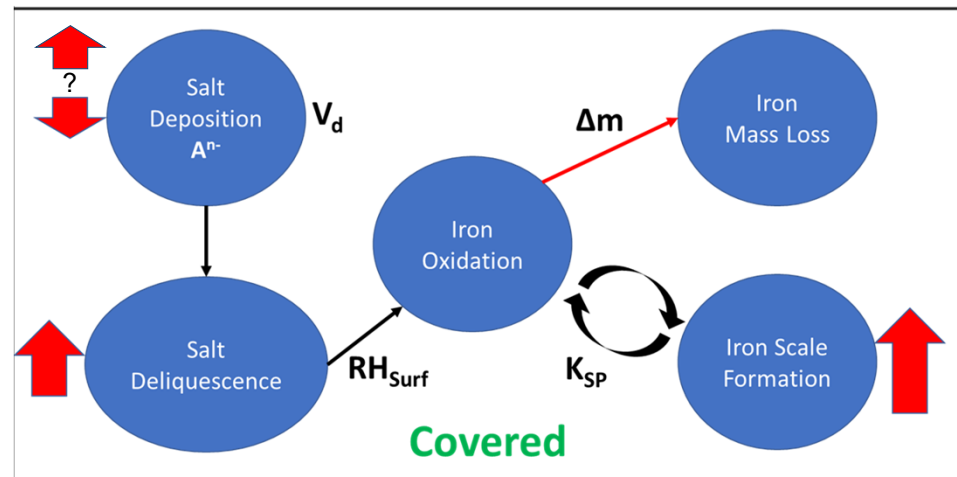 ?
Salt
Deposition
Aⁿ⁻
V_d
Δm
Iron
Mass Loss
Iron
Oxidation
Salt
Deliquescence
RH_Surf
K_SP
Iron Scale
Formation
Covered